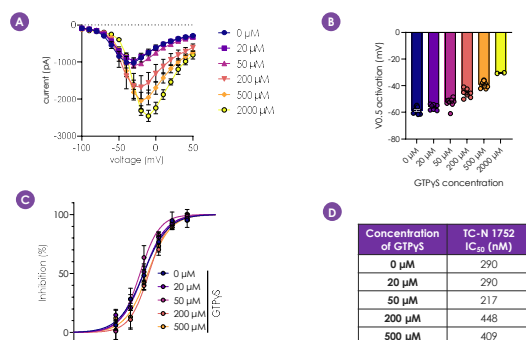 A
current (pA)
0
-1000
-2000
-3000
-100
-50
0
50
voltage (mV)
0 µM
20 µM
50 µM
200 µM
500 µM
2000 µM
B
V0.5 activation (mV)
0
-20
-40
-60
-80
0 µM
20 µM
50 µM
200 µM
500 µM
2000 µM
GTPγS concentration
C
Inhibition (%)
100
50
0
0 µM
20 µM
50 µM
200 µM
500 µM
GTPγS
D
Concentration of GTPγS
TC-N 1752 IC50 (nM)
0 µM 290
20 µM 290
50 µM 217
200 µM 448
500 µM 409